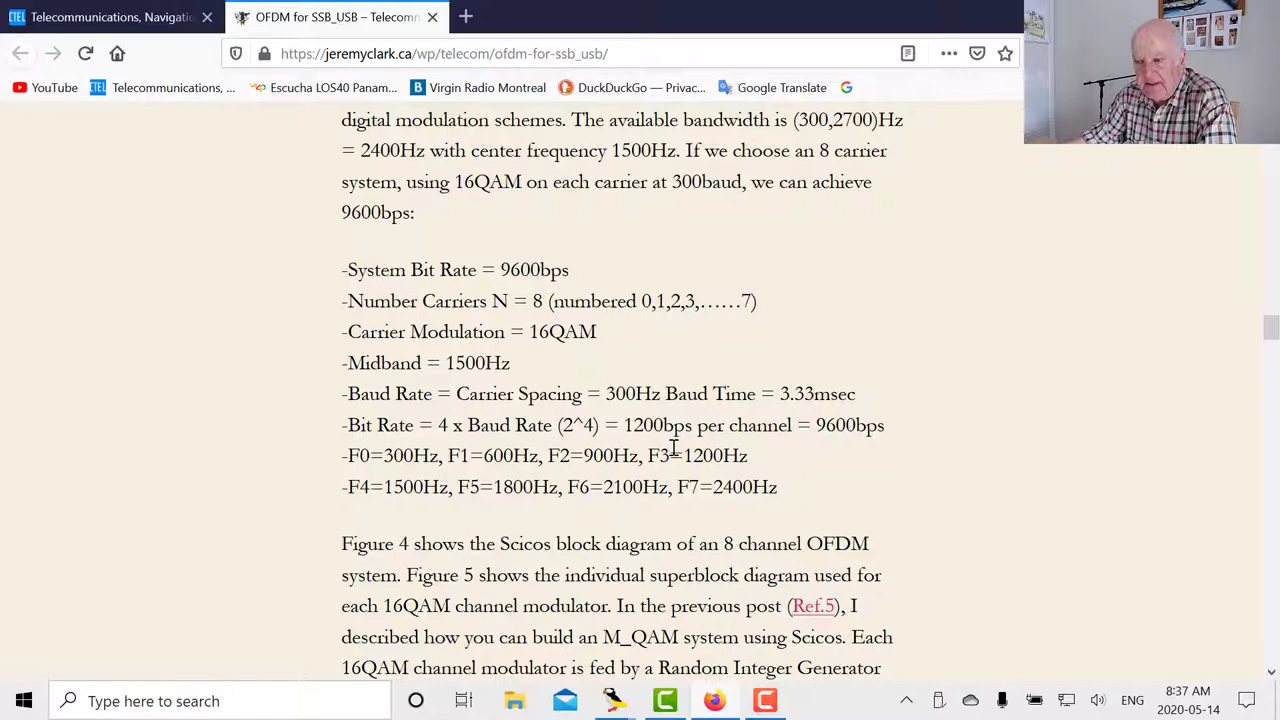 Telecommunications, Navigatio
OFDM for SSB_USB – Telecomm
https://jeremyclark.ca/wp/telecom/ofdm-for-ssb_usb/
YouTube
Telecommunications, ...
Escucha LOS40 Panam...
Virgin Radio Montreal
DuckDuckGo — Privac...
Google Translate
digital modulation schemes. The available bandwidth is (300,2700)Hz
= 2400Hz with center frequency 1500Hz. If we choose an 8 carrier
system, using 16QAM on each carrier at 300baud, we can achieve
9600bps:
-System Bit Rate = 9600bps
-Number Carriers N = 8 (numbered 0,1,2,3,……7)
-Carrier Modulation = 16QAM
-Midband = 1500Hz
-Baud Rate = Carrier Spacing = 300Hz Baud Time = 3.33msec
-Bit Rate = 4 x Baud Rate (2^4) = 1200bps per channel = 9600bps
-F0=300Hz, F1=600Hz, F2=900Hz, F3=1200Hz
-F4=1500Hz, F5=1800Hz, F6=2100Hz, F7=2400Hz
Figure 4 shows the Scicos block diagram of an 8 channel OFDM
system. Figure 5 shows the individual superblock diagram used for
each 16QAM channel modulator. In the previous post (Ref.5), I
described how you can build an M_QAM system using Scicos. Each
16QAM channel modulator is fed by a Random Integer Generator
Type here to search
ENG
8:37 AM
2020-05-14